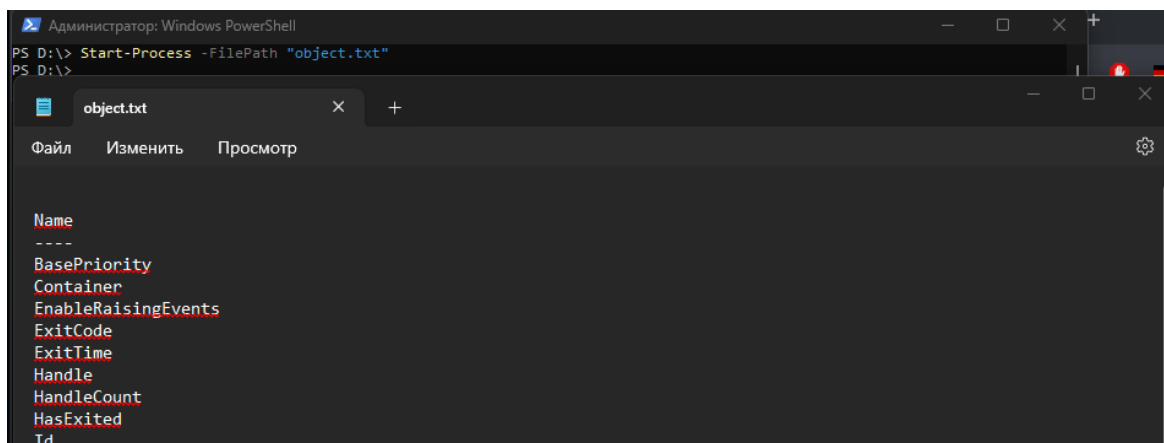 Администратор: Windows PowerShell
PS D:\> Start-Process -FilePath "object.txt"
PS D:\>
object.txt
Файл Изменить Просмотр
Name
----
BasePriority
Container
EnableRaisingEvents
ExitCode
ExitTime
Handle
HandleCount
HasExited
Id